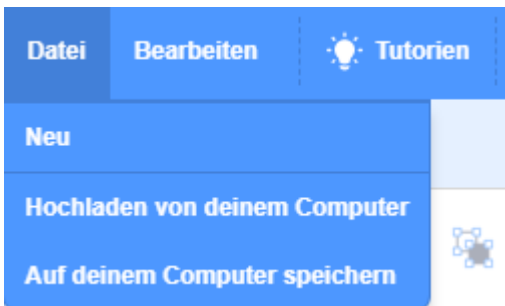 Datei Bearbeiten Tutorien
Neu
Hochladen von deinem Computer
Auf deinem Computer speichern